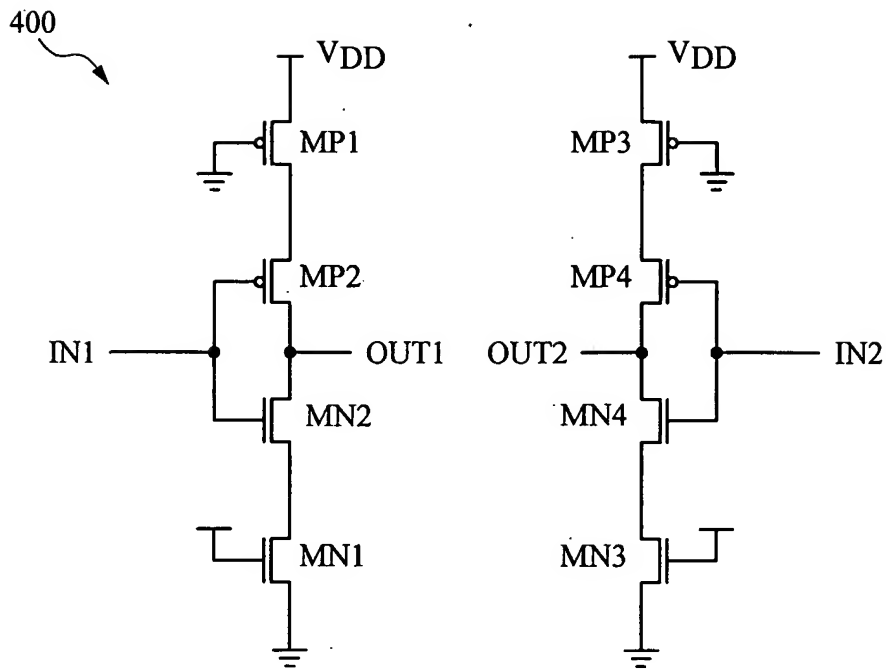 400
VDD VDD
MP1 MP3
MP2 MP4
IN1 OUT1 OUT2 IN2
MN2 MN4
MN1 MN3